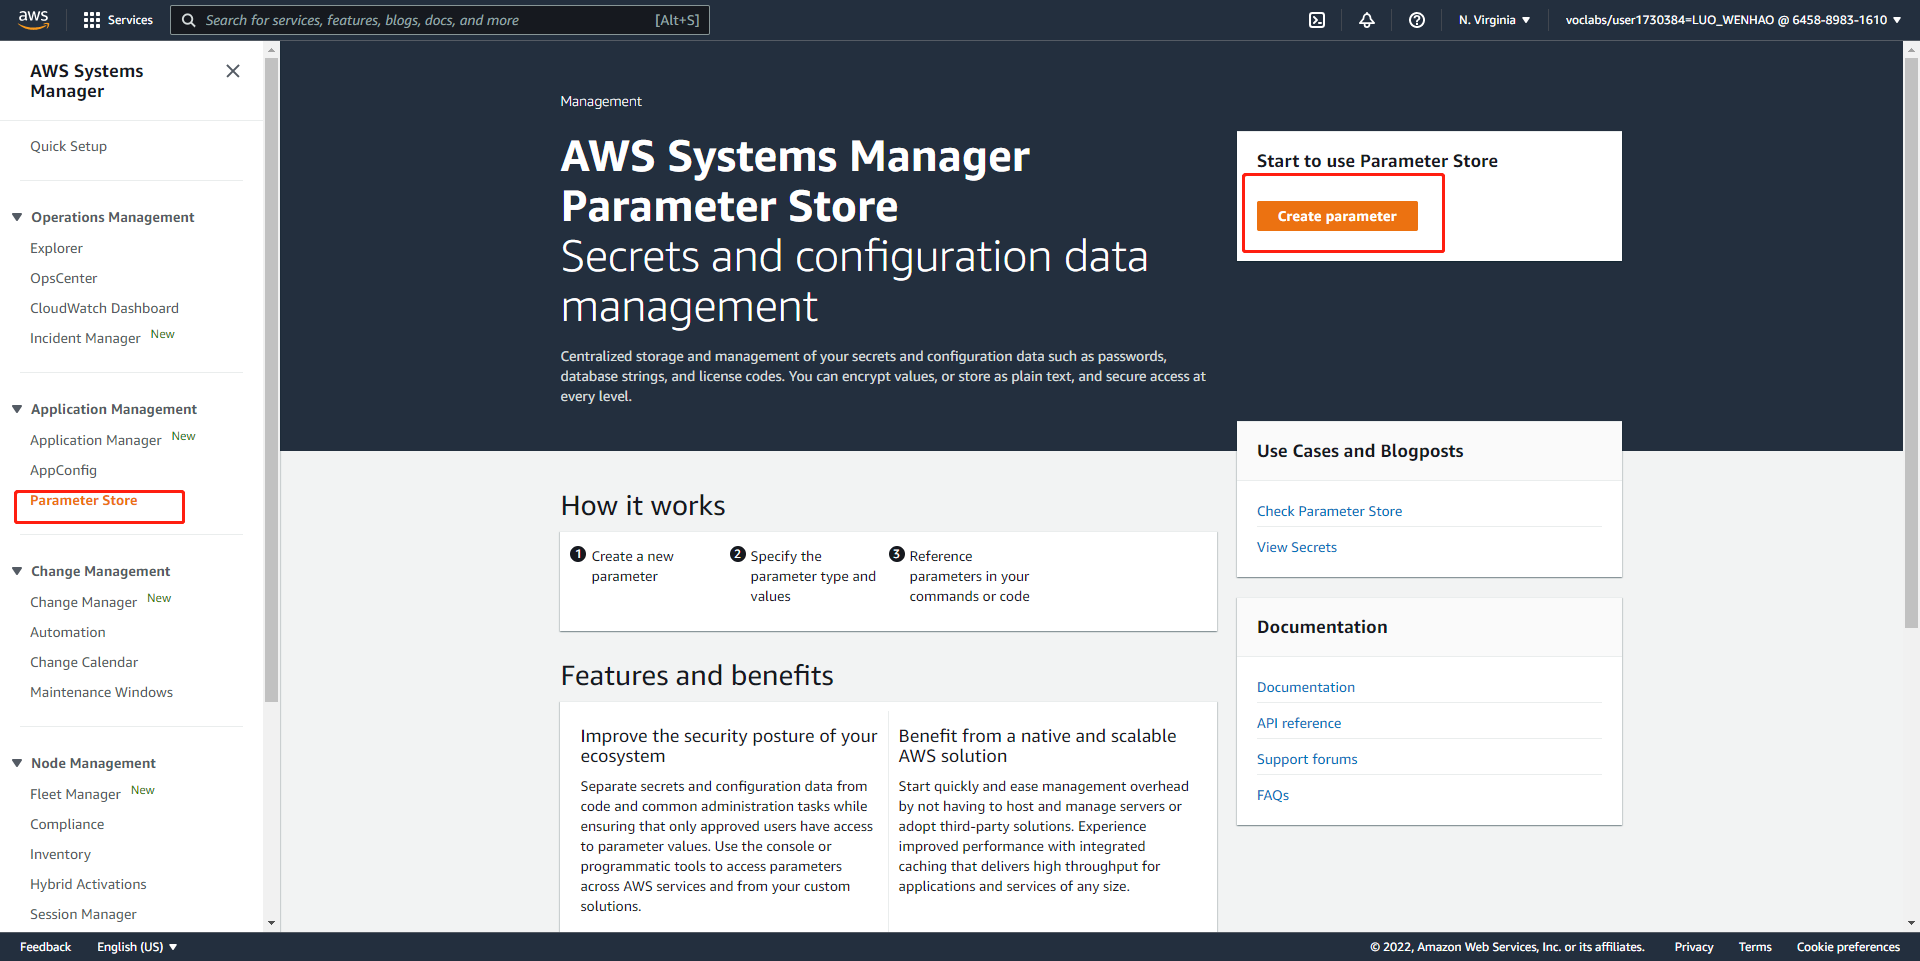 aws
Services
Search for services, features, blogs, docs, and more
[Alt+S]
N. Virginia
voclabs/user1730384=LUO_WENHAO @ 6458-8983-1610
AWS Systems
Manager
Quick Setup
Operations Management
Explorer
OpsCenter
CloudWatch Dashboard
Incident Manager New
Application Management
Application Manager New
AppConfig
Parameter Store
Change Management
Change Manager New
Automation
Change Calendar
Maintenance Windows
Node Management
Fleet Manager New
Compliance
Inventory
Hybrid Activations
Session Manager
Management
AWS Systems Manager
Parameter Store
Secrets and configuration data
management
Centralized storage and management of your secrets and configuration data such as passwords,
database strings, and license codes. You can encrypt values, or store as plain text, and secure access at
every level.
Start to use Parameter Store
Create parameter
How it works
1 Create a new
parameter
2 Specify the
parameter type and
values
3 Reference
parameters in your
commands or code
Features and benefits
Improve the security posture of your
ecosystem
Separate secrets and configuration data from
code and common administration tasks while
ensuring that only approved users have access
to parameter values. Use the console or
programmatic tools to access parameters
across AWS services and from your custom
solutions.
Benefit from a native and scalable
AWS solution
Start quickly and ease management overhead
by not having to host and manage servers or
adopt third-party solutions. Experience
improved performance with integrated
caching that delivers high throughput for
applications and services of any size.
Use Cases and Blogposts
Check Parameter Store
View Secrets
Documentation
Documentation
API reference
Support forums
FAQs
Feedback
English (US)
© 2022, Amazon Web Services, Inc. or its affiliates.
Privacy
Terms
Cookie preferences